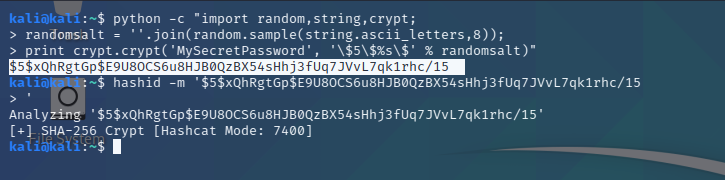 kali@kali:~$ python -c "import random,string,crypt;
> randomsalt = ''.join(random.sample(string.ascii_letters,8));
> print crypt.crypt('MySecretPassword', '\$5\$%s\$' % randomsalt)"
$5$xQhRgtGp$E9U8OCS6u8HJB0QzBX54sHhj3fUq7JVvL7qk1rhc/15
kali@kali:~$ hashid -m '$5$xQhRgtGp$E9U8OCS6u8HJB0QzBX54sHhj3fUq7JVvL7qk1rhc/15
> '
Analyzing '$5$xQhRgtGp$E9U8OCS6u8HJB0QzBX54sHhj3fUq7JVvL7qk1rhc/15'
[+] SHA-256 Crypt [Hashcat Mode: 7400]
File System
kali@kali:~$